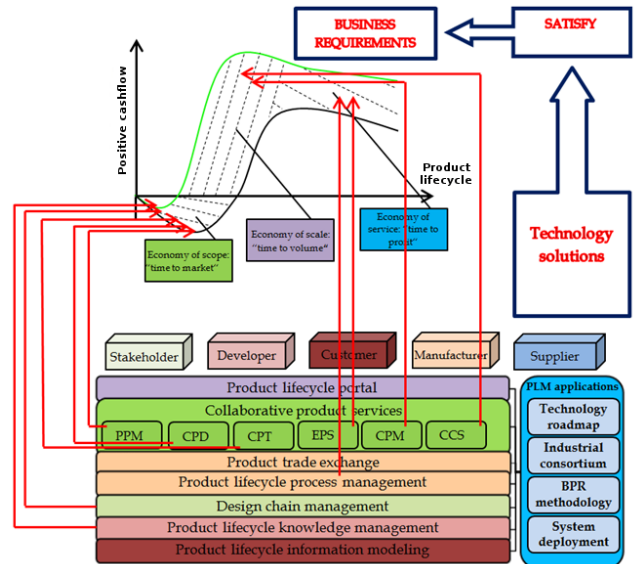 BUSINESS
REQUIREMENTS
SATISFY
Positive cashflow
Product
lifecycle
Economy of scope:
"time to market"
Economy of
scale: "time
to volume"
Economy of
service: "time to
profit"
Technology
solutions
Stakeholder
Developer
Customer
Manufacturer
Supplier
Product lifecycle portal
Collaborative product services
PPM
CPD
CPT
EPS
CPM
CCS
Product trade exchange
Product lifecycle process management
Design chain management
Product lifecycle knowledge management
Product lifecycle information modeling
PLM applications
Technology
roadmap
Industrial
consortium
BPR
methodology
System
deployment